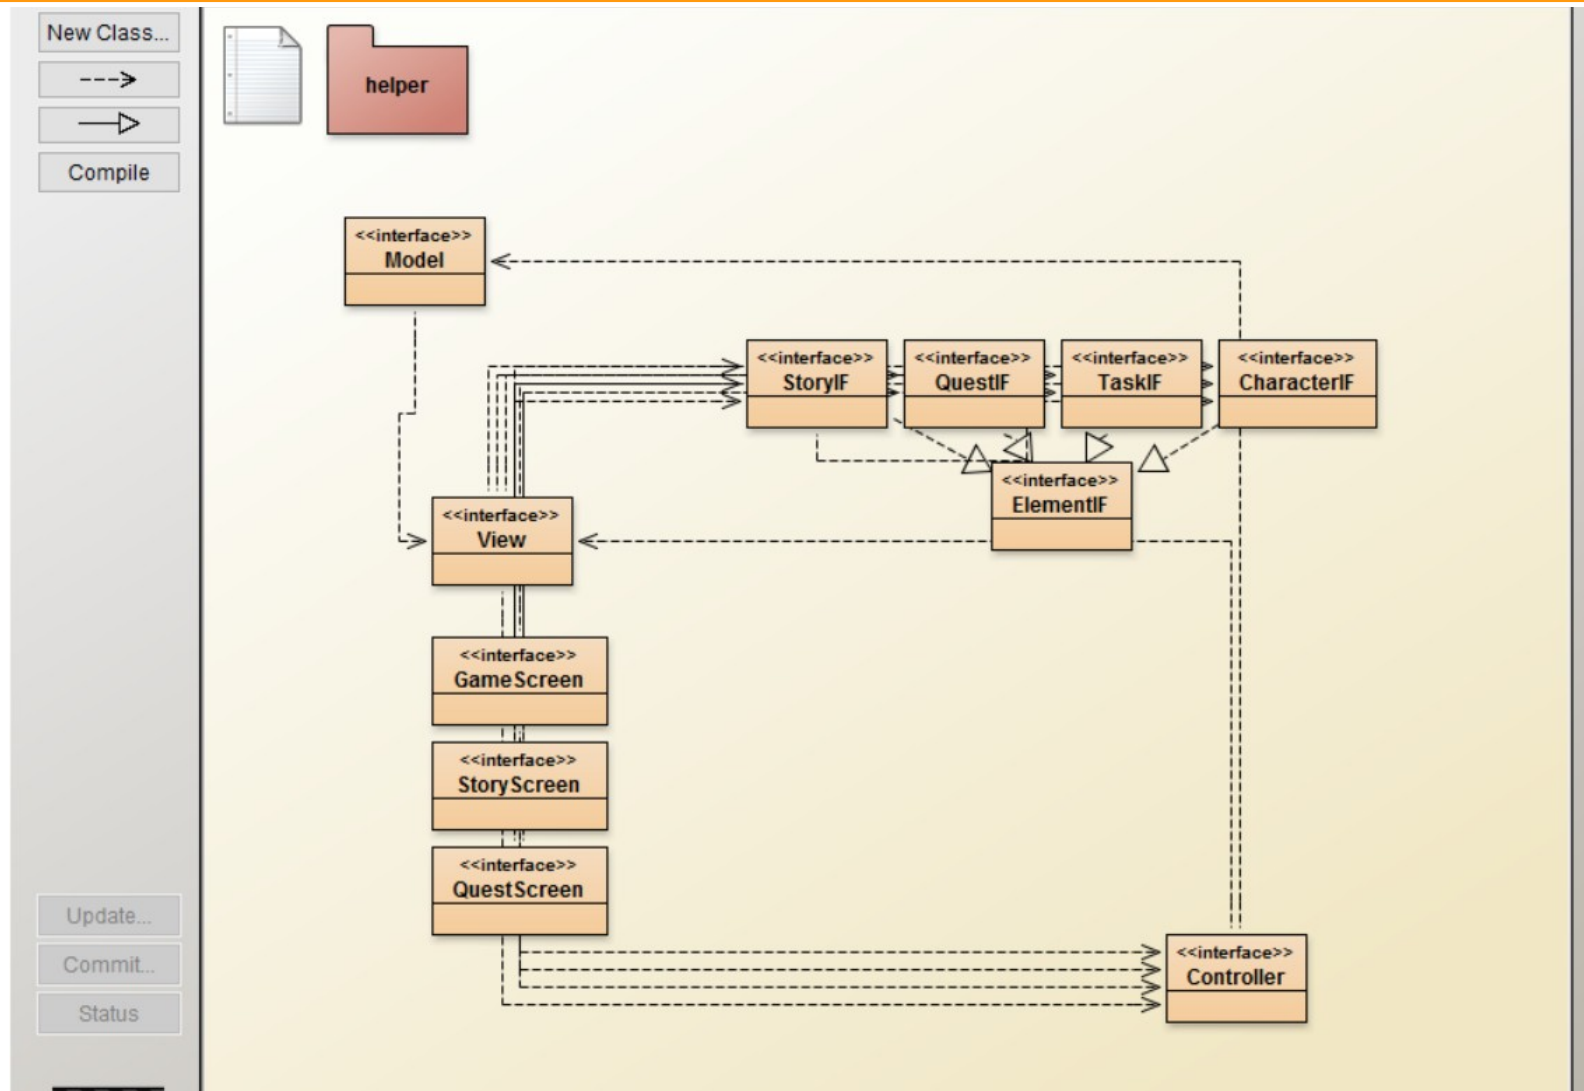 New Class...
Compile
helper
<<interface>>
Model
<<interface>>
StoryIF
<<interface>>
QuestIF
<<interface>>
TaskIF
<<interface>>
CharacterIF
<<interface>>
ElementIF
<<interface>>
View
<<interface>>
GameScreen
<<interface>>
StoryScreen
<<interface>>
QuestScreen
<<interface>>
Controller
Update...
Commit...
Status